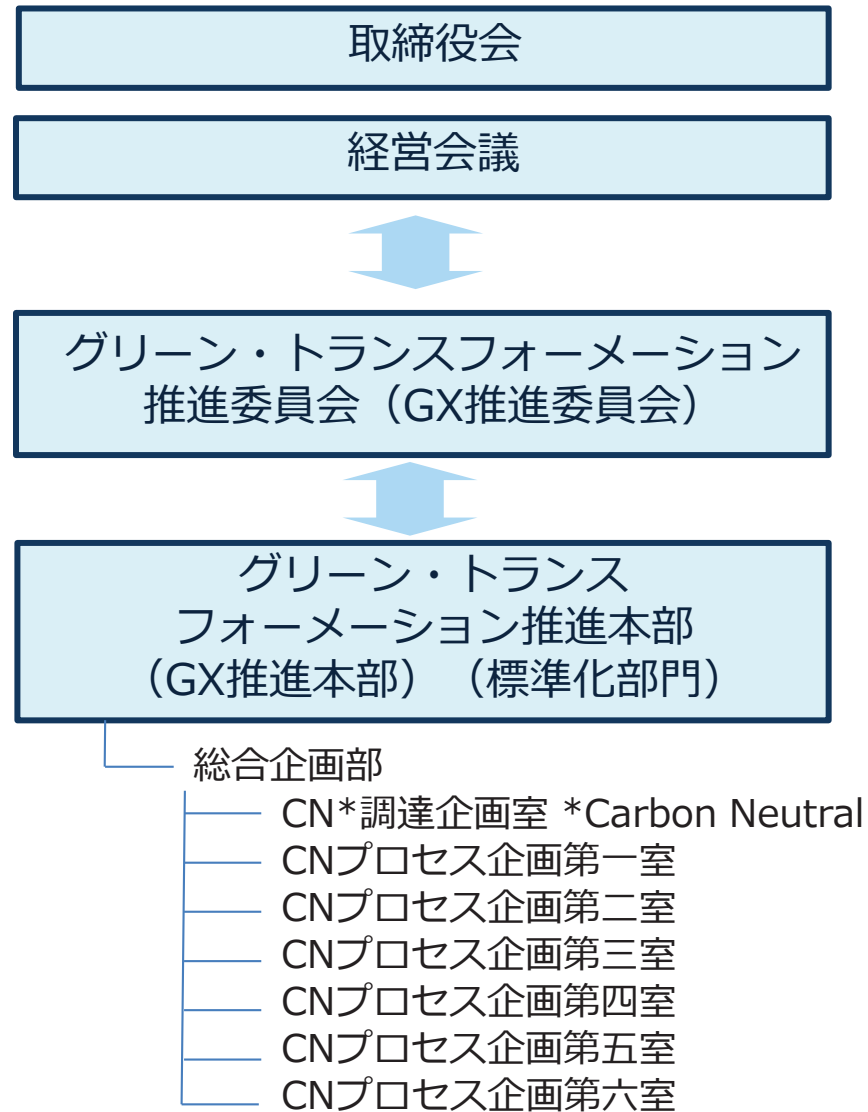 取締役会
経営会議
グリーン・トランスフォーメーション
推進委員会（GX推進委員会）
グリーン・トランス
フォーメーション推進本部
（GX推進本部）（標準化部門）
総合企画部
CN*調達企画室 *Carbon Neutral
CNプロセス企画第一室
CNプロセス企画第二室
CNプロセス企画第三室
CNプロセス企画第四室
CNプロセス企画第五室
CNプロセス企画第六室